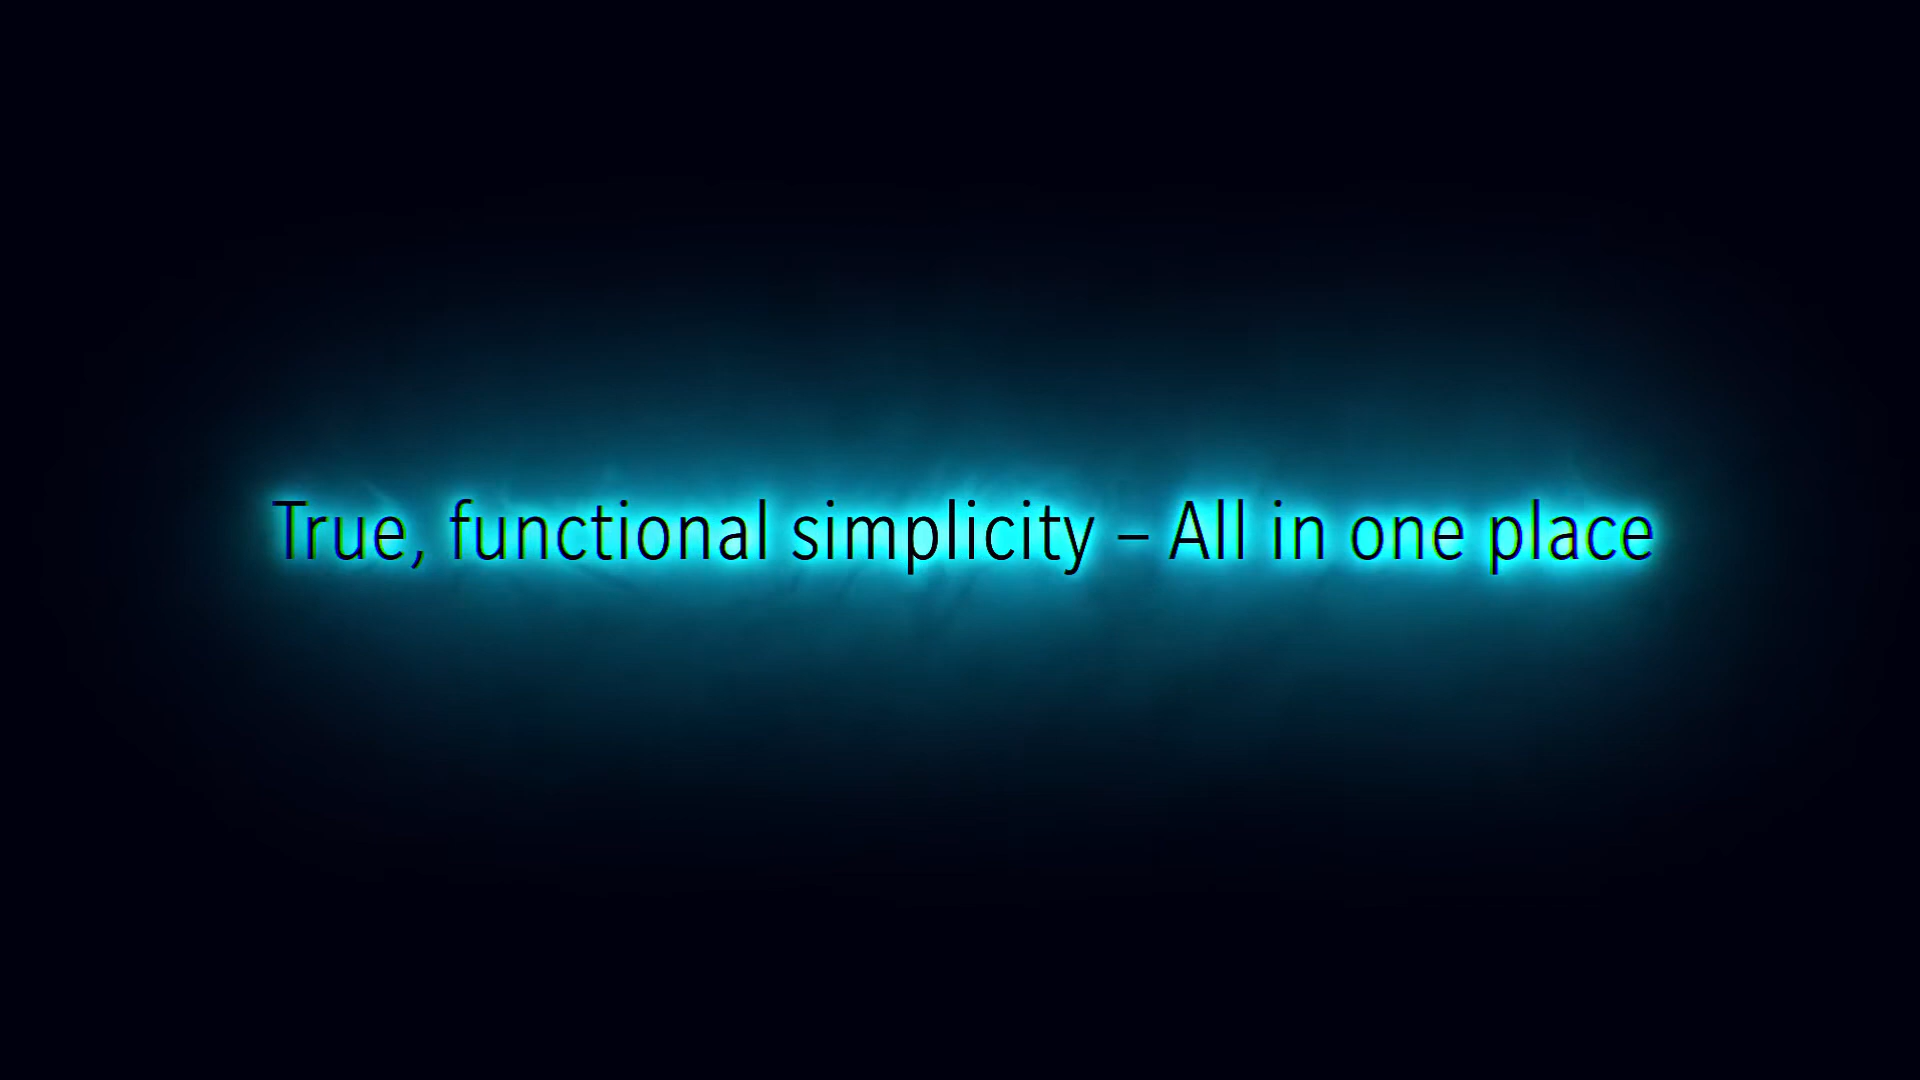 True, functional simplicity – All in one place